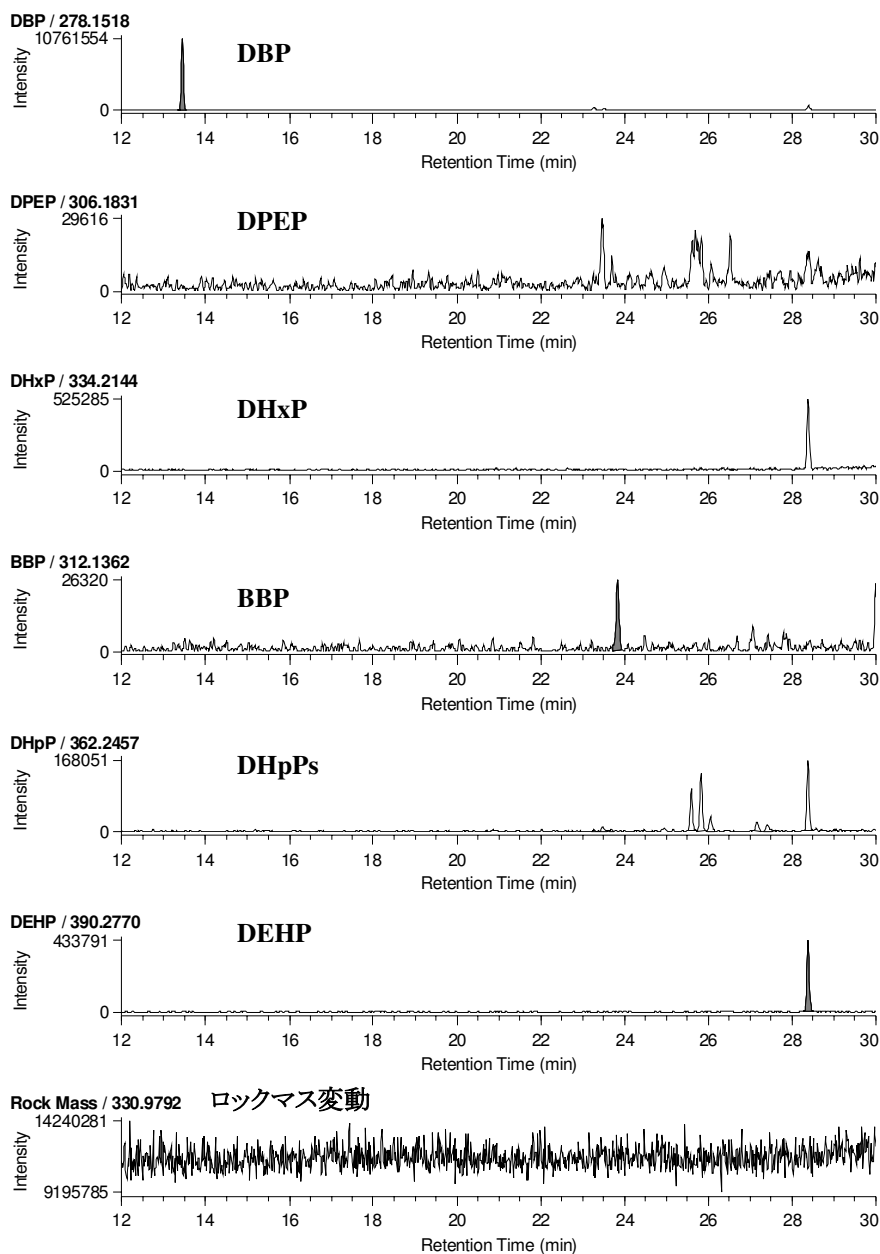 DBP / 278.1518
10761554
DBP
Intensity
0
12 14 16 18 20 22 24 26 28 30
Retention Time (min)
DPEP / 306.1831
29616
DPEP
Intensity
0
12 14 16 18 20 22 24 26 28 30
Retention Time (min)
DHxP / 334.2144
525285
DHxP
Intensity
0
12 14 16 18 20 22 24 26 28 30
Retention Time (min)
BBP / 312.1362
26320
BBP
Intensity
0
12 14 16 18 20 22 24 26 28 30
Retention Time (min)
DHpP / 362.2457
168051
DHpPs
Intensity
0
12 14 16 18 20 22 24 26 28 30
Retention Time (min)
DEHP / 390.2770
433791
DEHP
Intensity
0
12 14 16 18 20 22 24 26 28 30
Retention Time (min)
Rock Mass / 330.9792 ロックマス変動
14240281
Intensity
9195785
12 14 16 18 20 22 24 26 28 30
Retention Time (min)